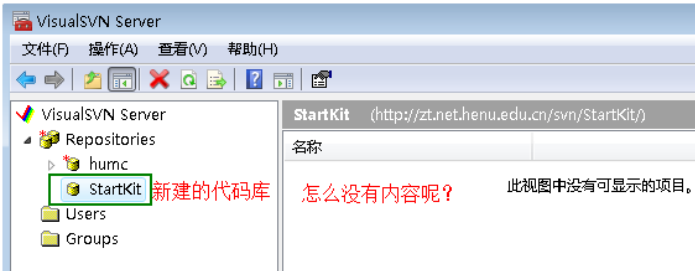 VisualSVN Server
文件(F) 操作(A) 查看(V) 帮助(H)
VisualSVN Server
StartKit (http://zt.net.henu.edu.cn/svn/StartKit/)
Repositories
名称
humc
StartKit 新建的代码库
怎么没有内容呢？
此视图中没有可显示的项目。
Users
Groups